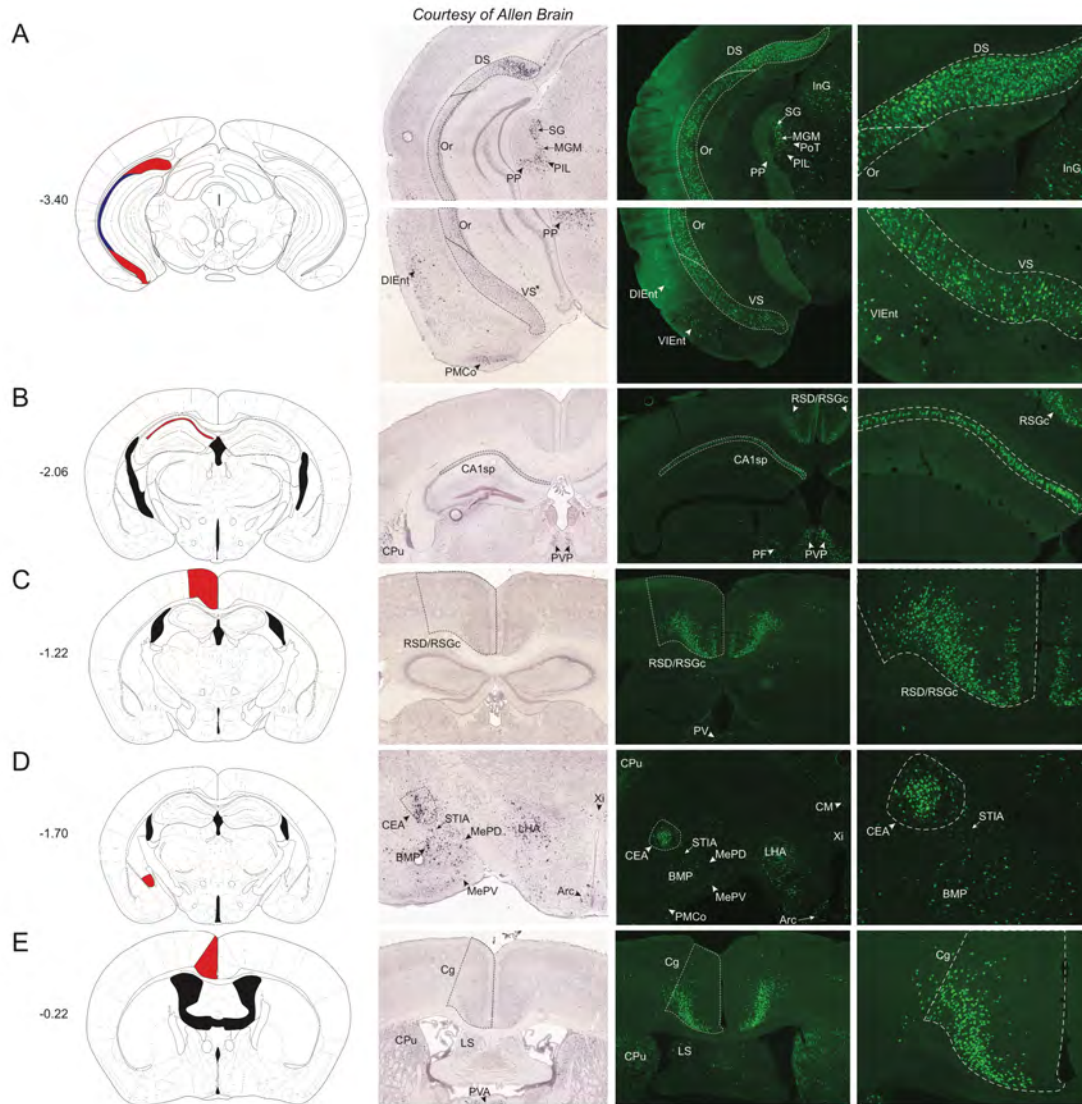 Courtesy of Allen Brain
A
-3.40
DS
SG
MGM
PIL
PP
Or
DS
InG
SG
MGM
PoT
PIL
PP
Or
DS
Or
InG
Or
PP
DIEnt
VS
PMCo
Or
DIEnt
VS
VIEnt
VS
VIEnt
B
-2.06
CA1sp
CPu
PVP
RSD/RSGc
CA1sp
PF
PVP
RSGc
C
-1.22
RSD/RSGc
RSD/RSGc
PV
RSD/RSGc
D
-1.70
Xi
CEA
STIA
LHA
MePD
BMP
MePV
Arc
CPu
CM
Xi
STIA
CEA
MePD
LHA
BMP
MePV
PMCo
Arc
CEA
STIA
BMP
E
-0.22
Cg
CPu
LS
PVA
Cg
CPu
LS
Cg